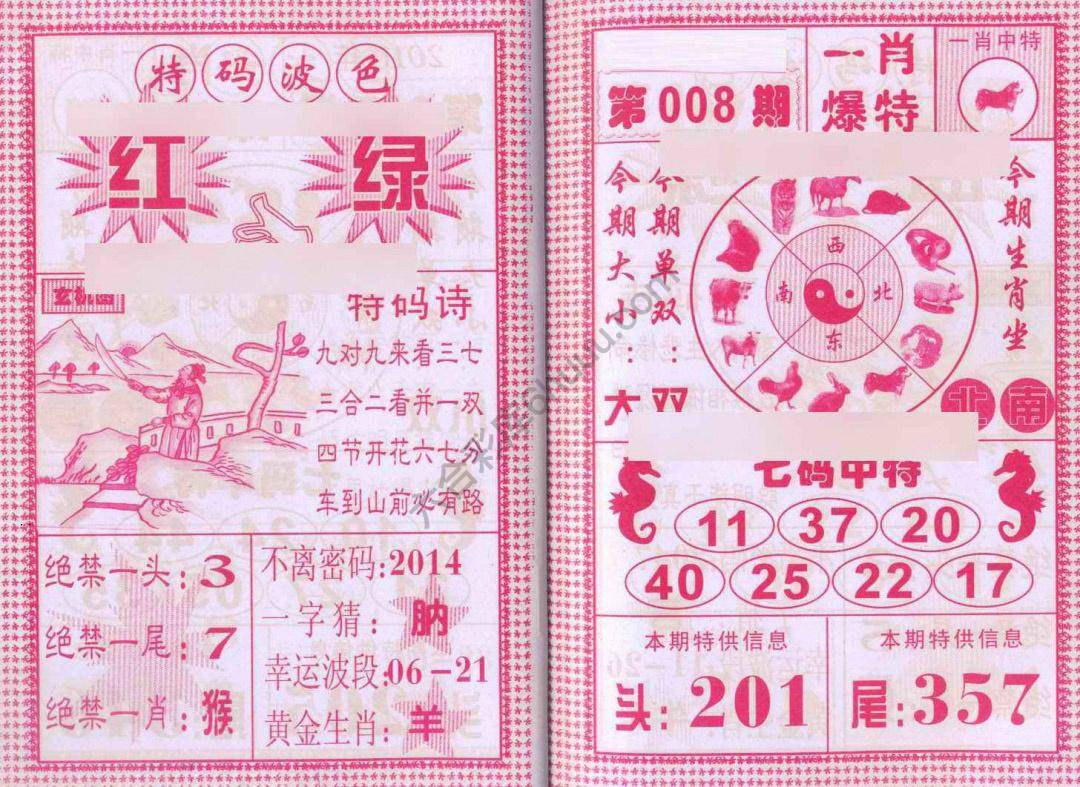 特码波色
红 绿
玄机图
特码诗
九对九来看三七
三合二看并一双
四节开花六七分
车到山前必有路
绝禁一头:3
绝禁一尾:7
绝禁一肖:猴
不离密码:2014
一字猜:肭
幸运波段:06-21
黄金生肖:羊
第008期
一肖
爆特
一肖中特
今期大小:大
今期单双:双
西
南 北
东
今期生肖坐
北南
七码中特
11 37 20
40 25 22 17
本期特供信息
头:201
本期特供信息
尾:357